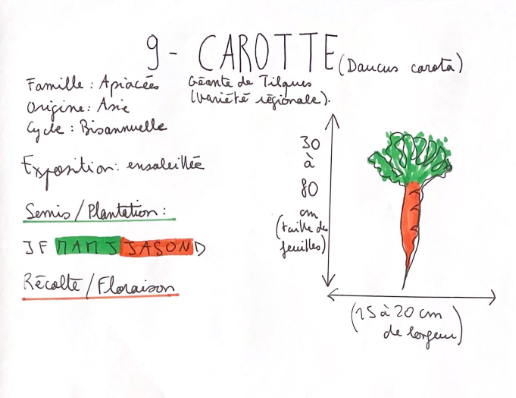 9 - CAROTTE (Daucus carota)
Famille : Apiacées
Géante de Tilques
Origine : Asie
(Variété régionale).
Cycle : Bisannuelle
Exposition : ensoleillée
Semis / Plantation :
J F M A M J J A S O N D
Récolte / Floraison
30
à
80
cm
(taille de
feuilles)
(15 à 20 cm
de largeur)